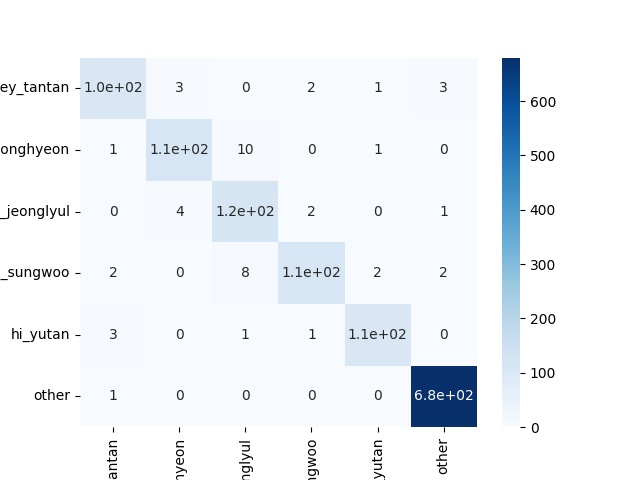 ey_tantan 1.0e+02 3 0 2 1 3
onghyeon 1 1.1e+02 10 0 1 0
_jeonglyul 0 4 1.2e+02 2 0 1
_sungwoo 2 0 8 1.1e+02 2 2
hi_yutan 3 0 1 1 1.1e+02 0
other 1 0 0 0 0 6.8e+02
antan nyeon nglyul ngwoo yutan other
600
500
400
300
200
100
0